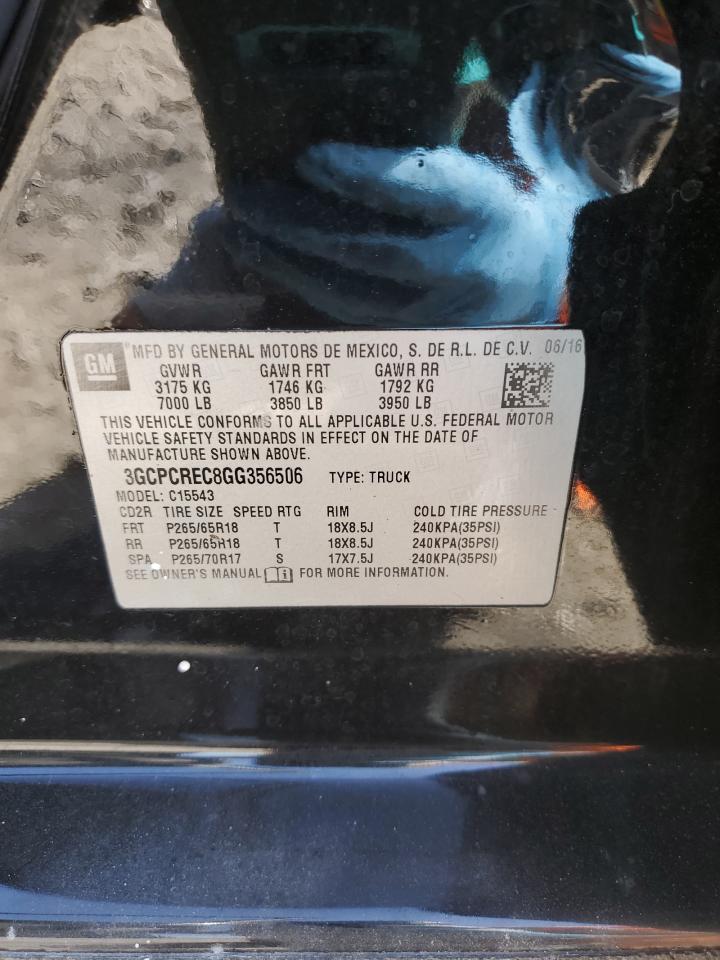 GM
MFD BY GENERAL MOTORS DE MEXICO, S. DE R.L. DE C.V. 06/16
GVWR GAWR FRT GAWR RR
3175 KG 1746 KG 1792 KG
7000 LB 3850 LB 3950 LB
THIS VEHICLE CONFORMS TO ALL APPLICABLE U.S. FEDERAL MOTOR
VEHICLE SAFETY STANDARDS IN EFFECT ON THE DATE OF
MANUFACTURE SHOWN ABOVE.
3GCPCREC8GG356506 TYPE: TRUCK
MODEL: C15543
CD2R TIRE SIZE SPEED RTG RIM COLD TIRE PRESSURE
FRT P265/65R18 T 18X8.5J 240KPA(35PSI)
RR P265/65R18 T 18X8.5J 240KPA(35PSI)
SPA P265/70R17 S 17X7.5J 240KPA(35PSI)
SEE OWNER'S MANUAL i FOR MORE INFORMATION.